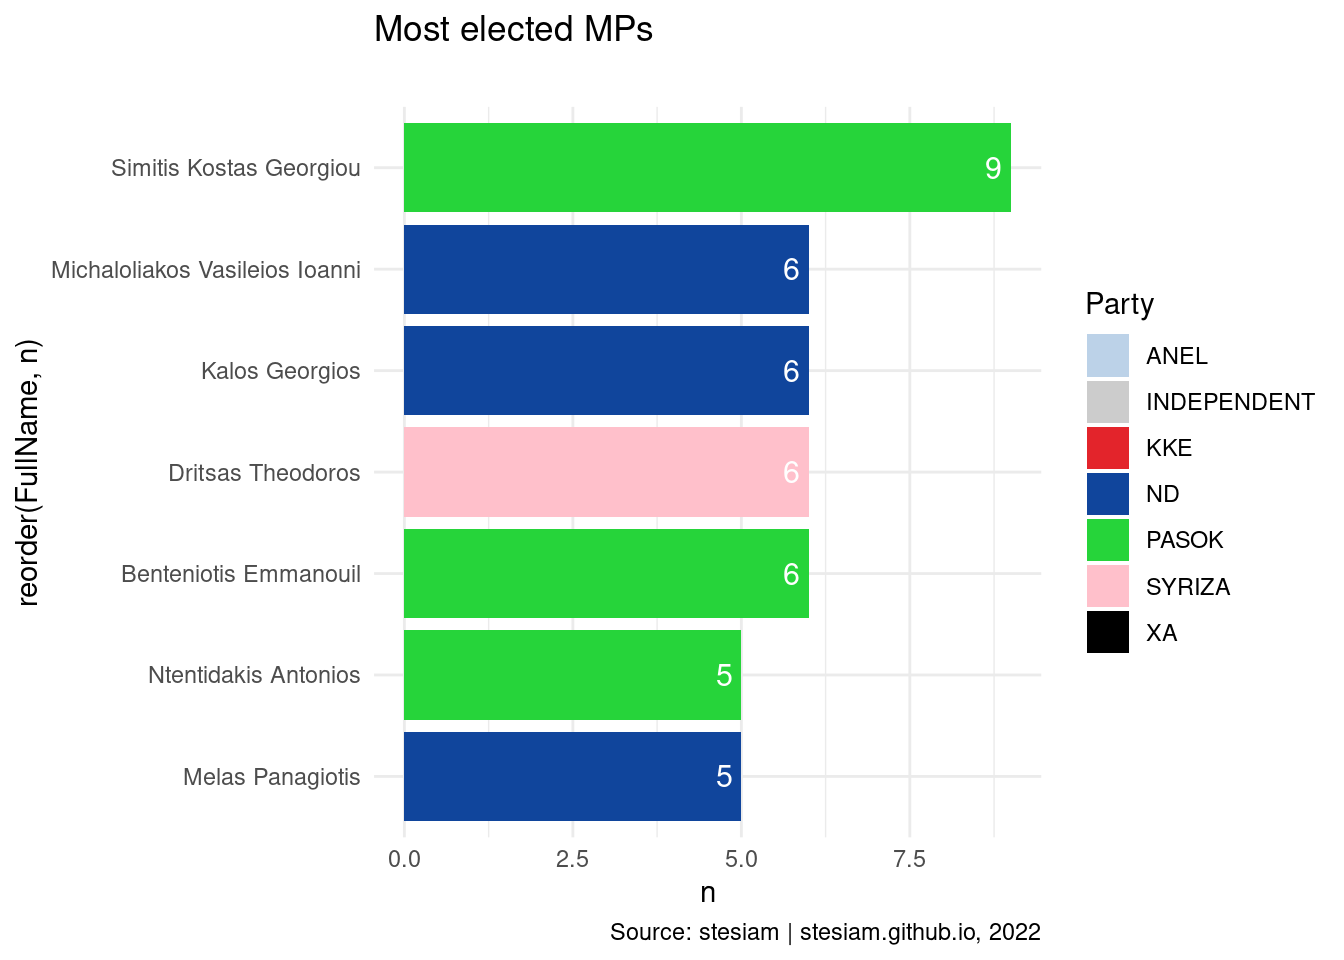 Most elected MPs
Simitis Kostas Georgiou
9
Michaloliakos Vasileios Ioanni
6
Kalos Georgios
6
Dritsas Theodoros
6
Benteniotis Emmanouil
6
Ntentidakis Antonios
5
Melas Panagiotis
5
reorder(FullName, n)
0.0 2.5 5.0 7.5
n
Party
ANEL
INDEPENDENT
KKE
ND
PASOK
SYRIZA
XA
Source: stesiam | stesiam.github.io, 2022